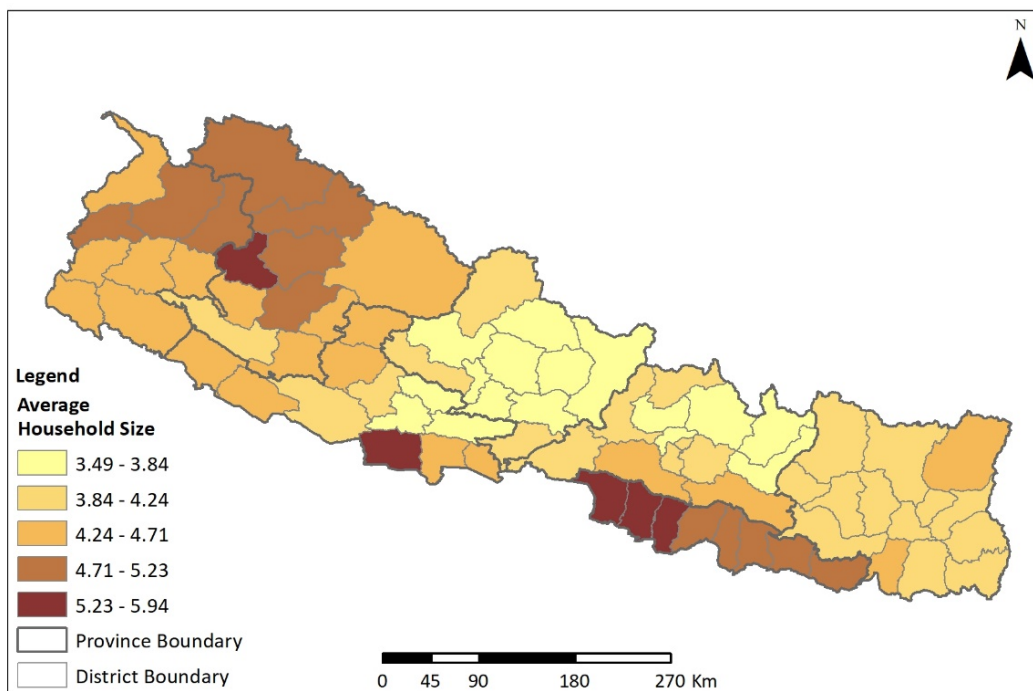 N
Legend
Average
Household Size
3.49 - 3.84
3.84 - 4.24
4.24 - 4.71
4.71 - 5.23
5.23 - 5.94
Province Boundary
District Boundary
0 45 90 180 270 Km